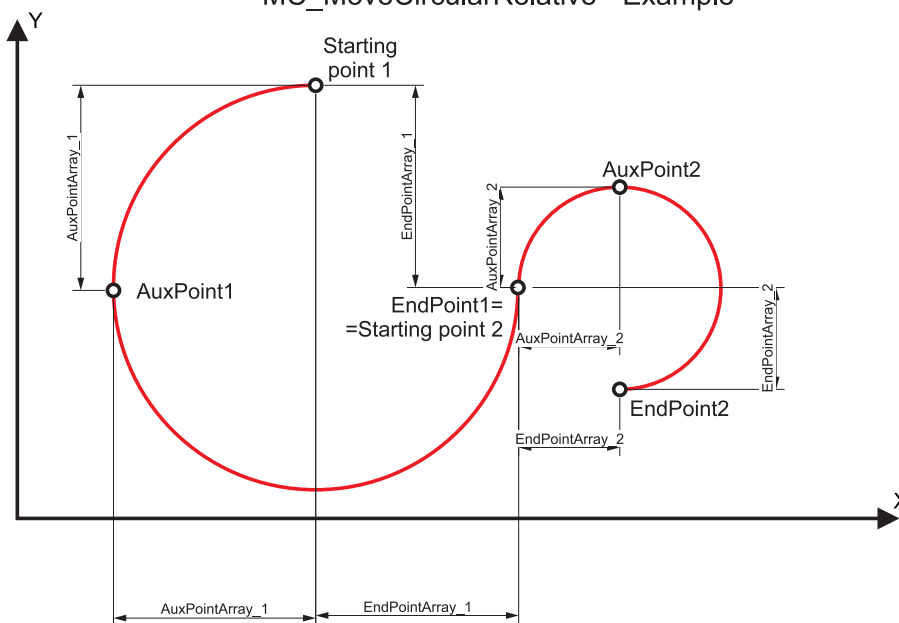 MC_MoveCircularRelative - Example
Y
Starting
point 1
AuxPointArray_1
EndPointArray_1
AuxPoint2
AuxPointArray_2
AuxPoint1
EndPoint1=
=Starting point 2
AuxPointArray_2
EndPointArray_2
EndPoint2
EndPointArray_2
X
AuxPointArray_1
EndPointArray_1